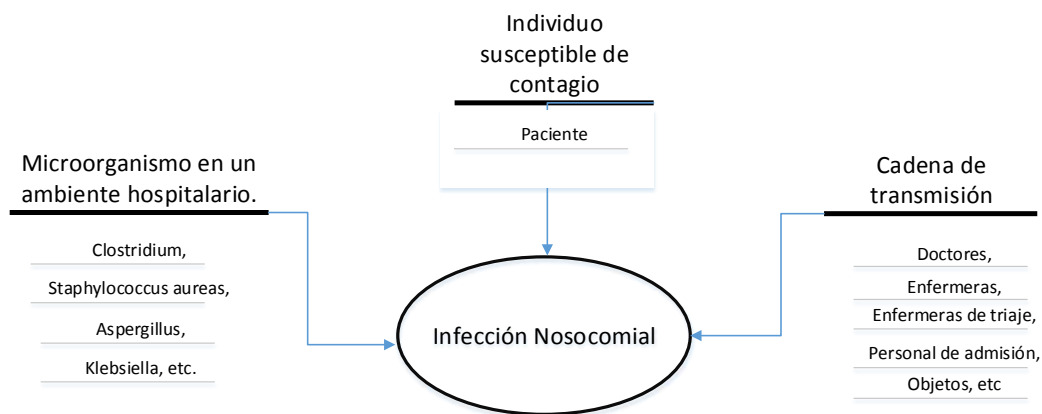 Individuo
susceptible de
contagio
Paciente
Microorganismo en un
ambiente hospitalario.
Clostridium,
Staphylococcus aureas,
Aspergillus,
Klebsiella, etc.
Infección Nosocomial
Cadena de
transmisión
Doctores,
Enfermeras,
Enfermeras de triaje,
Personal de admisión,
Objetos, etc